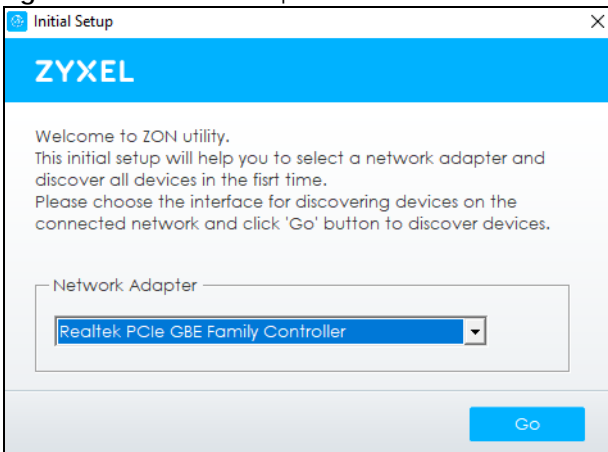 Initial Setup
ZYXEL
Welcome to ZON utility.
This initial setup will help you to select a network adapter and
discover all devices in the fisrt time.
Please choose the interface for discovering devices on the
connected network and click 'Go' button to discover devices.
Network Adapter
Realtek PCIe GBE Family Controller
Go